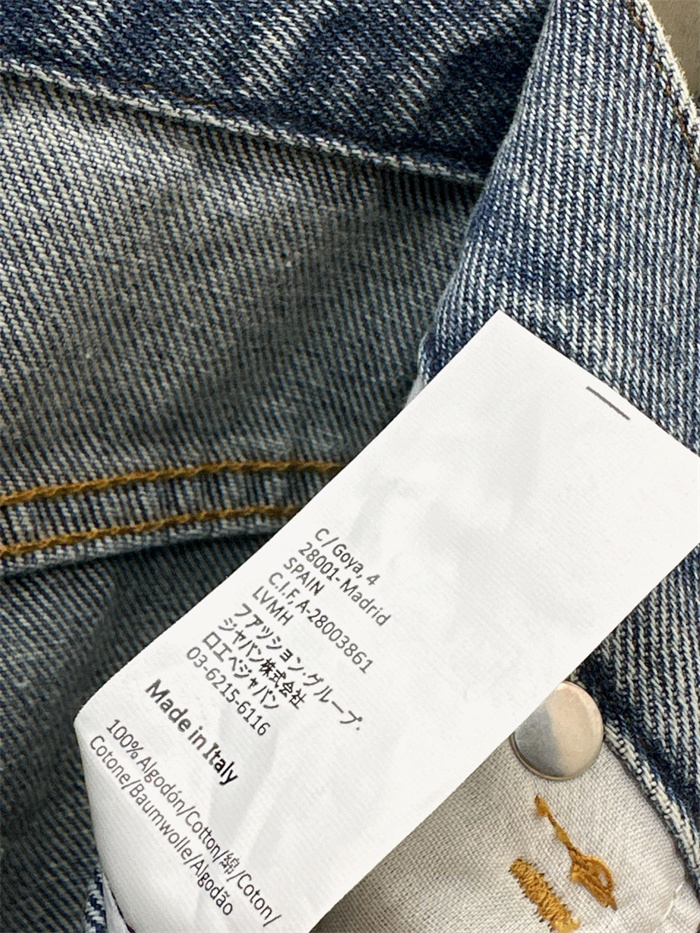 C/ Goya, 4
28001- Madrid
SPAIN
C.I.F A-28003861
LVMH
ファッション・グループ・
ジャパン株式会社
ロエベジャパン
03-6215-6116
Made in Italy
100% Algodón/Cotton/綿/Coton/
Cotone/Baumwolle/Algodão